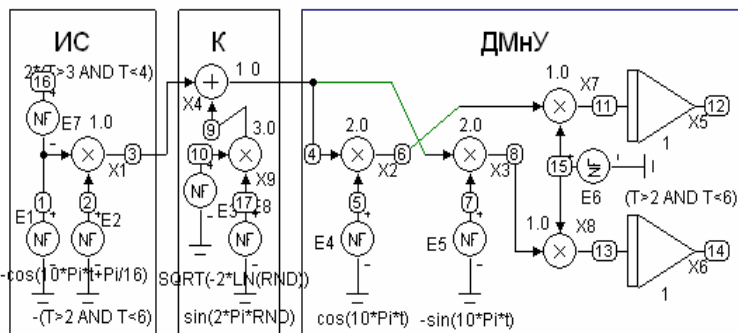 ИС
К
ДМнУ
2*(T>3 AND T<4)
16
NF
E7
1.0
X1
3
1
2
E1
E2
NF
NF
-cos(10*Pi*t+Pi/16)
-(T>2 AND T<6)
1 0
X4
9
3.0
10
X9
NF
E3
17
E8
NF
SQRT(-2*LN(RND))
sin(2*Pi*RND)
4
2.0
X2
6
5
E4
NF
cos(10*Pi*t)
2.0
X3
8
7
E5
NF
-sin(10*Pi*t)
1.0
X7
11
1
X5
12
15
NF
E6
(T>2 AND T<6)
1.0
X8
13
1
X6
14